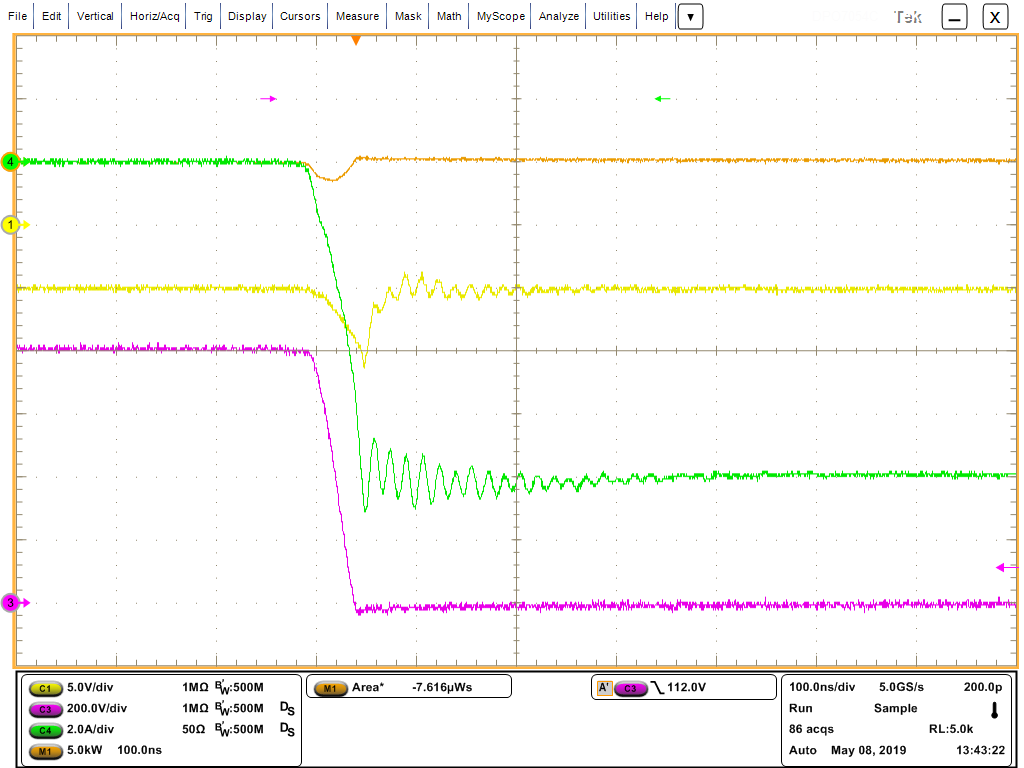 File Edit Vertical Horiz/Acq Trig Display Cursors Measure Mask Math MyScope Analyze Utilities Help ▼ Tek X
4
1
3
C1 5.0V/div 1MΩ BW:500M
C3 200.0V/div 1MΩ BW:500M DS
C4 2.0A/div 50Ω BW:500M DS
M1 5.0kW 100.0ns
M1 Area* -7.616µWs
A' C3 112.0V
100.0ns/div 5.0GS/s 200.0p
Run Sample
86 acqs RL:5.0k
Auto May 08, 2019 13:43:22